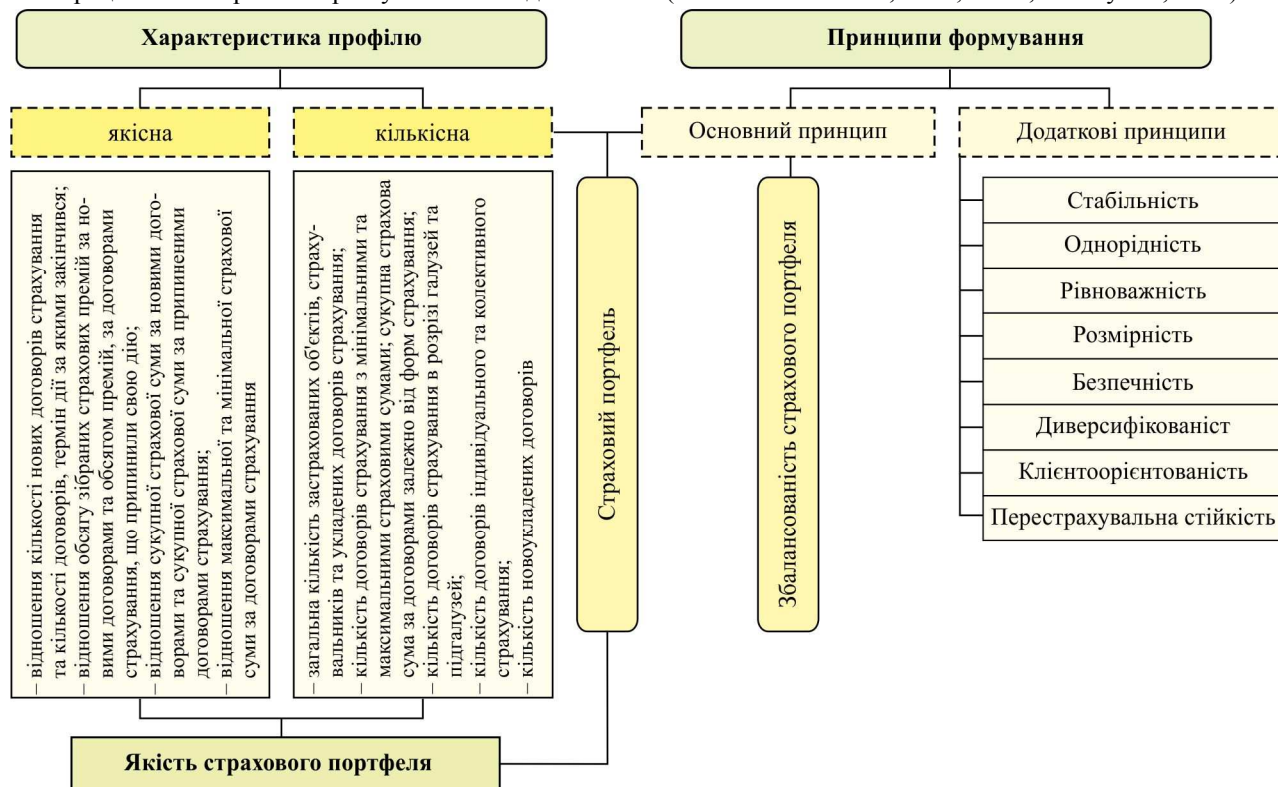 Характеристика профілю
Принципи формування
якісна
кількісна
Основний принцип
Додаткові принципи
– відношення кількості нових договорів страхування
та кількості договорів, термін дії за якими закінчився;
– відношення обсягу зібраних страхових премій за но-
вими договорами та обсягом премій, за договорами
страхування, що припинили свою дію;
– відношення сукупної страхової суми за новими дого-
ворами та сукупної страхової суми за припиненими
договорами страхування;
– відношення максимальної та мінімальної страхової
суми за договорами страхування
– загальна кількість застрахованих об'єктів, страху-
вальників та укладених договорів страхування;
– кількість договорів страхування з мінімальними та
максимальними страховими сумами; сукупна страхова
сума за договорами залежно від форм страхування;
– кількість договорів страхування в розрізі галузей та
підгалузей;
– кількість договорів індивідуального та колективного
страхування;
– кількість новоукладених договорів
Страховий портфель
Збалансованість страхового портфеля
Стабільність
Однорідність
Рівноважність
Розмірність
Безпечність
Диверсифікованіст
Клієнтоорієнтованість
Перестрахувальна стійкість
Якість страхового портфеля